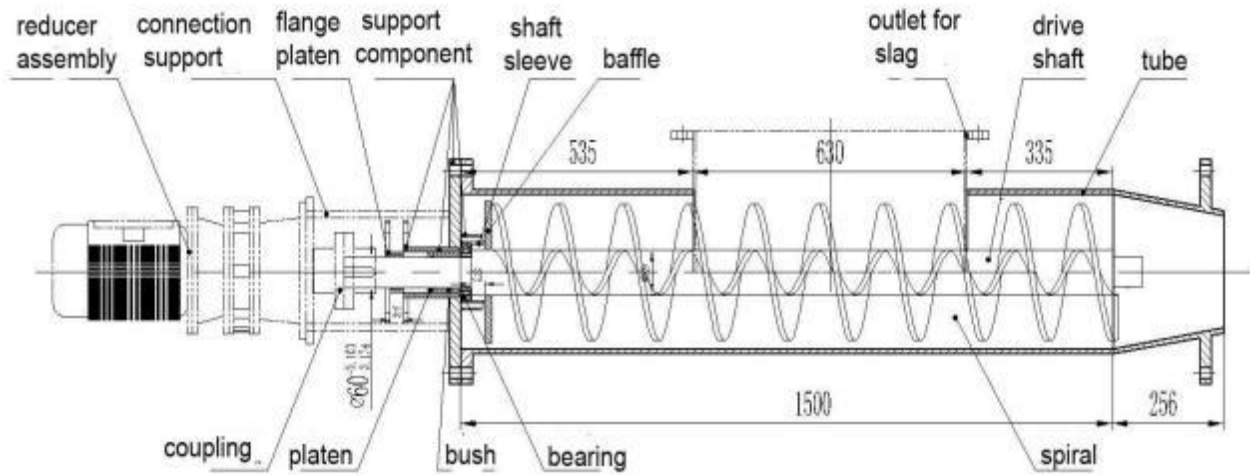 reducer
assembly
connection
support
flange
platen
support
component
shaft
sleeve
baffle
outlet for
slag
drive
shaft
tube
535
630
335
1500
256
coupling
platen
bush
bearing
spiral